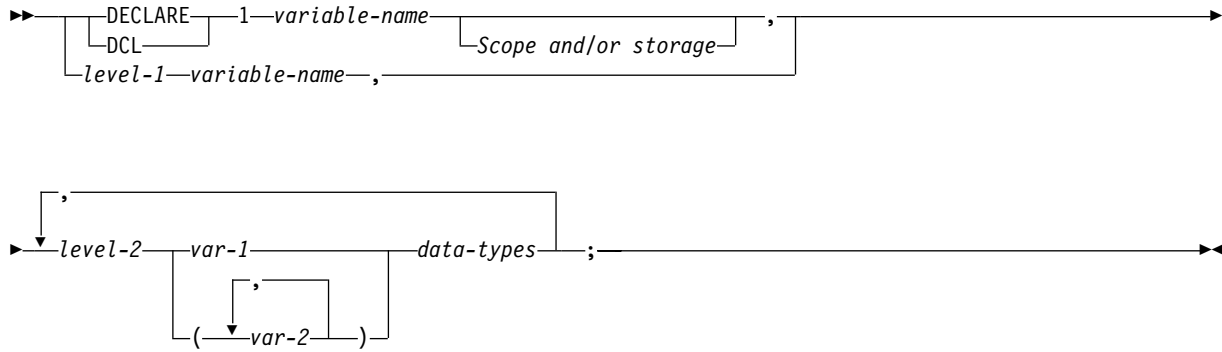 DECLARE 1 variable-name ,
DCL Scope and/or storage
level-1 variable-name ,
,
level-2 var-1 data-types ;
,
( var-2 )